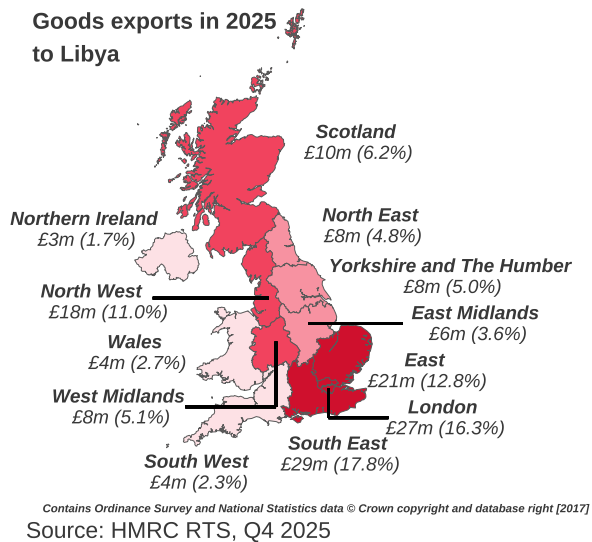 Goods exports in 2025
to Libya
Scotland
£10m (6.2%)
Northern Ireland
£3m (1.7%)
North East
£8m (4.8%)
Yorkshire and The Humber
£8m (5.0%)
North West
£18m (11.0%)
East Midlands
£6m (3.6%)
Wales
£4m (2.7%)
East
£21m (12.8%)
West Midlands
£8m (5.1%)
London
£27m (16.3%)
South East
£29m (17.8%)
South West
£4m (2.3%)
Contains Ordinance Survey and National Statistics data © Crown copyright and database right [2017]
Source: HMRC RTS, Q4 2025